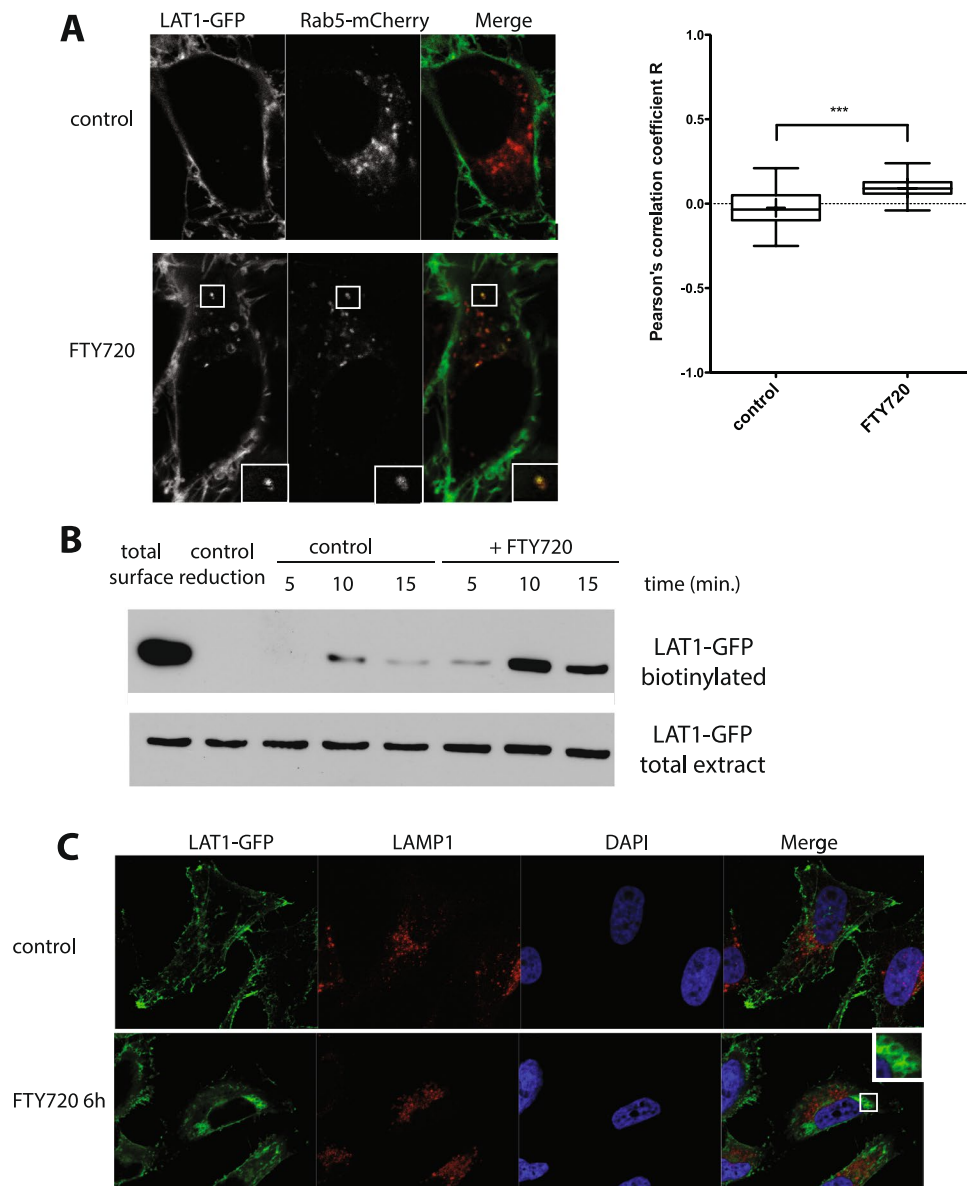 A
LAT1-GFP Rab5-mCherry Merge
control
FTY720
Pearson's correlation coefficient R
1.0
0.5
0.0
-0.5
-1.0
***
control
FTY720
B
total control control + FTY720
surface reduction 5 10 15 5 10 15 time (min.)
LAT1-GFP
biotinylated
LAT1-GFP
total extract
C
LAT1-GFP LAMP1 DAPI Merge
control
FTY720 6h